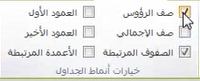 صف الرؤوس
العمود الأول
صف الإجمالي
العمود الأخير
الصفوف المرتبطة
الأعمدة المرتبطة
خيارات أنماط الجداول